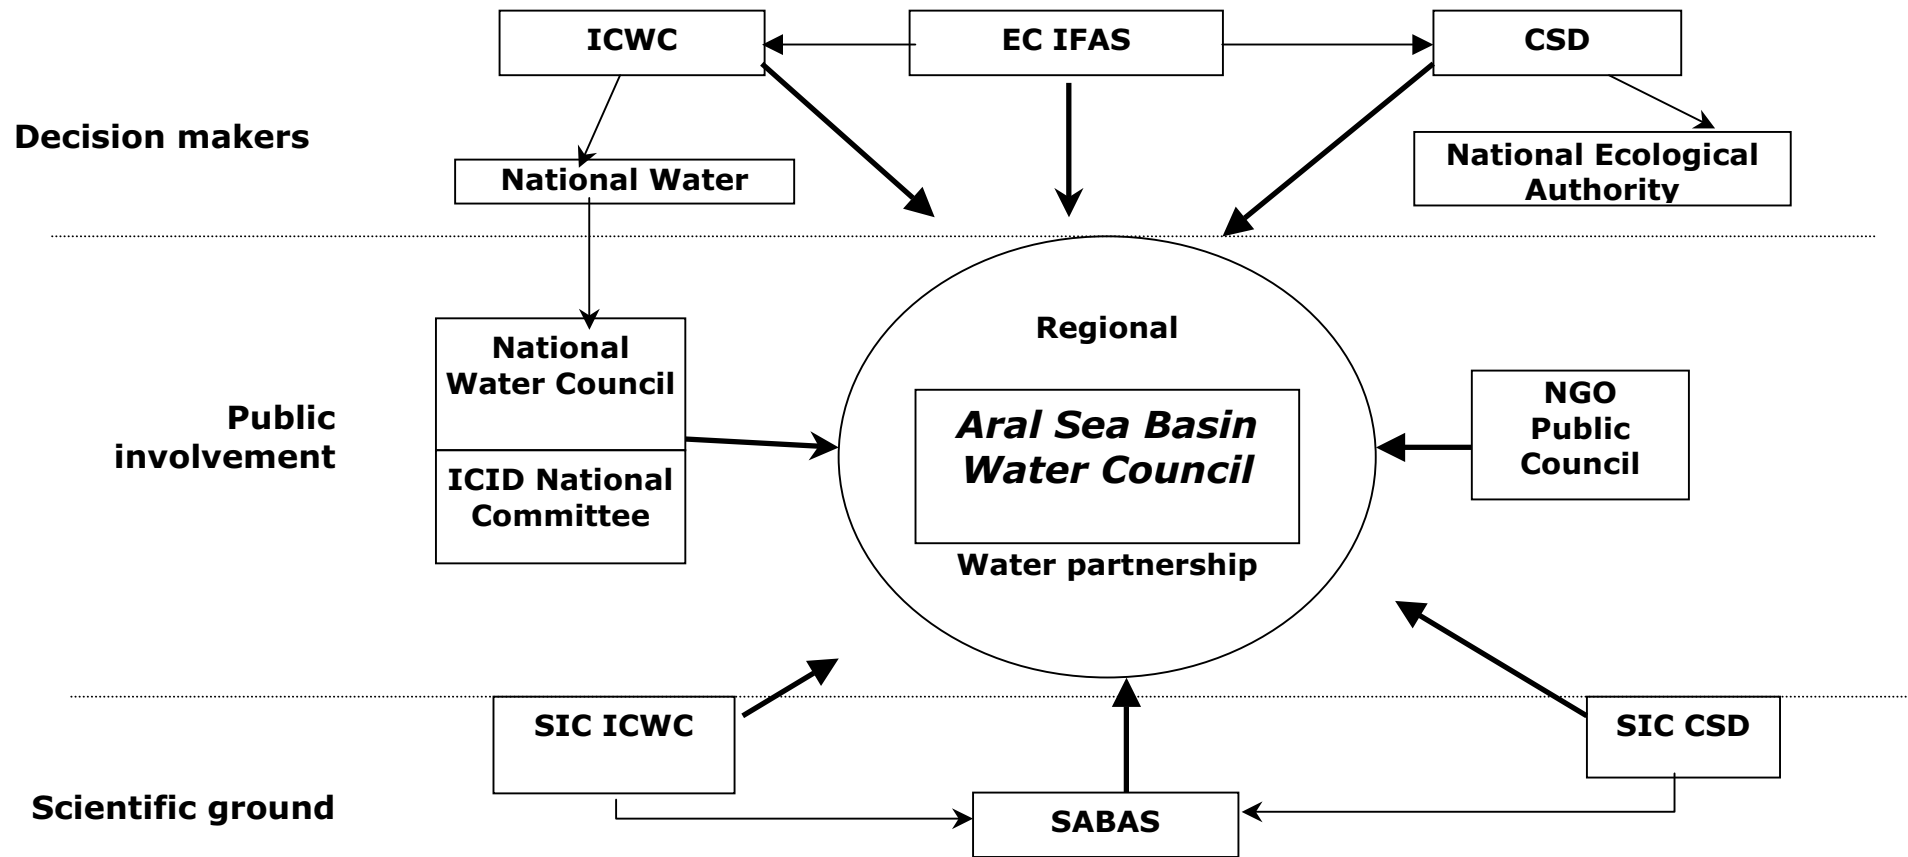 ICWC
EC IFAS
CSD
Decision makers
National Water
National Ecological
Authority
Regional
National
Water Council
Public
involvement
ICID National
Committee
Aral Sea Basin
Water Council
Water partnership
NGO
Public
Council
SIC ICWC
SIC CSD
Scientific ground
SABAS